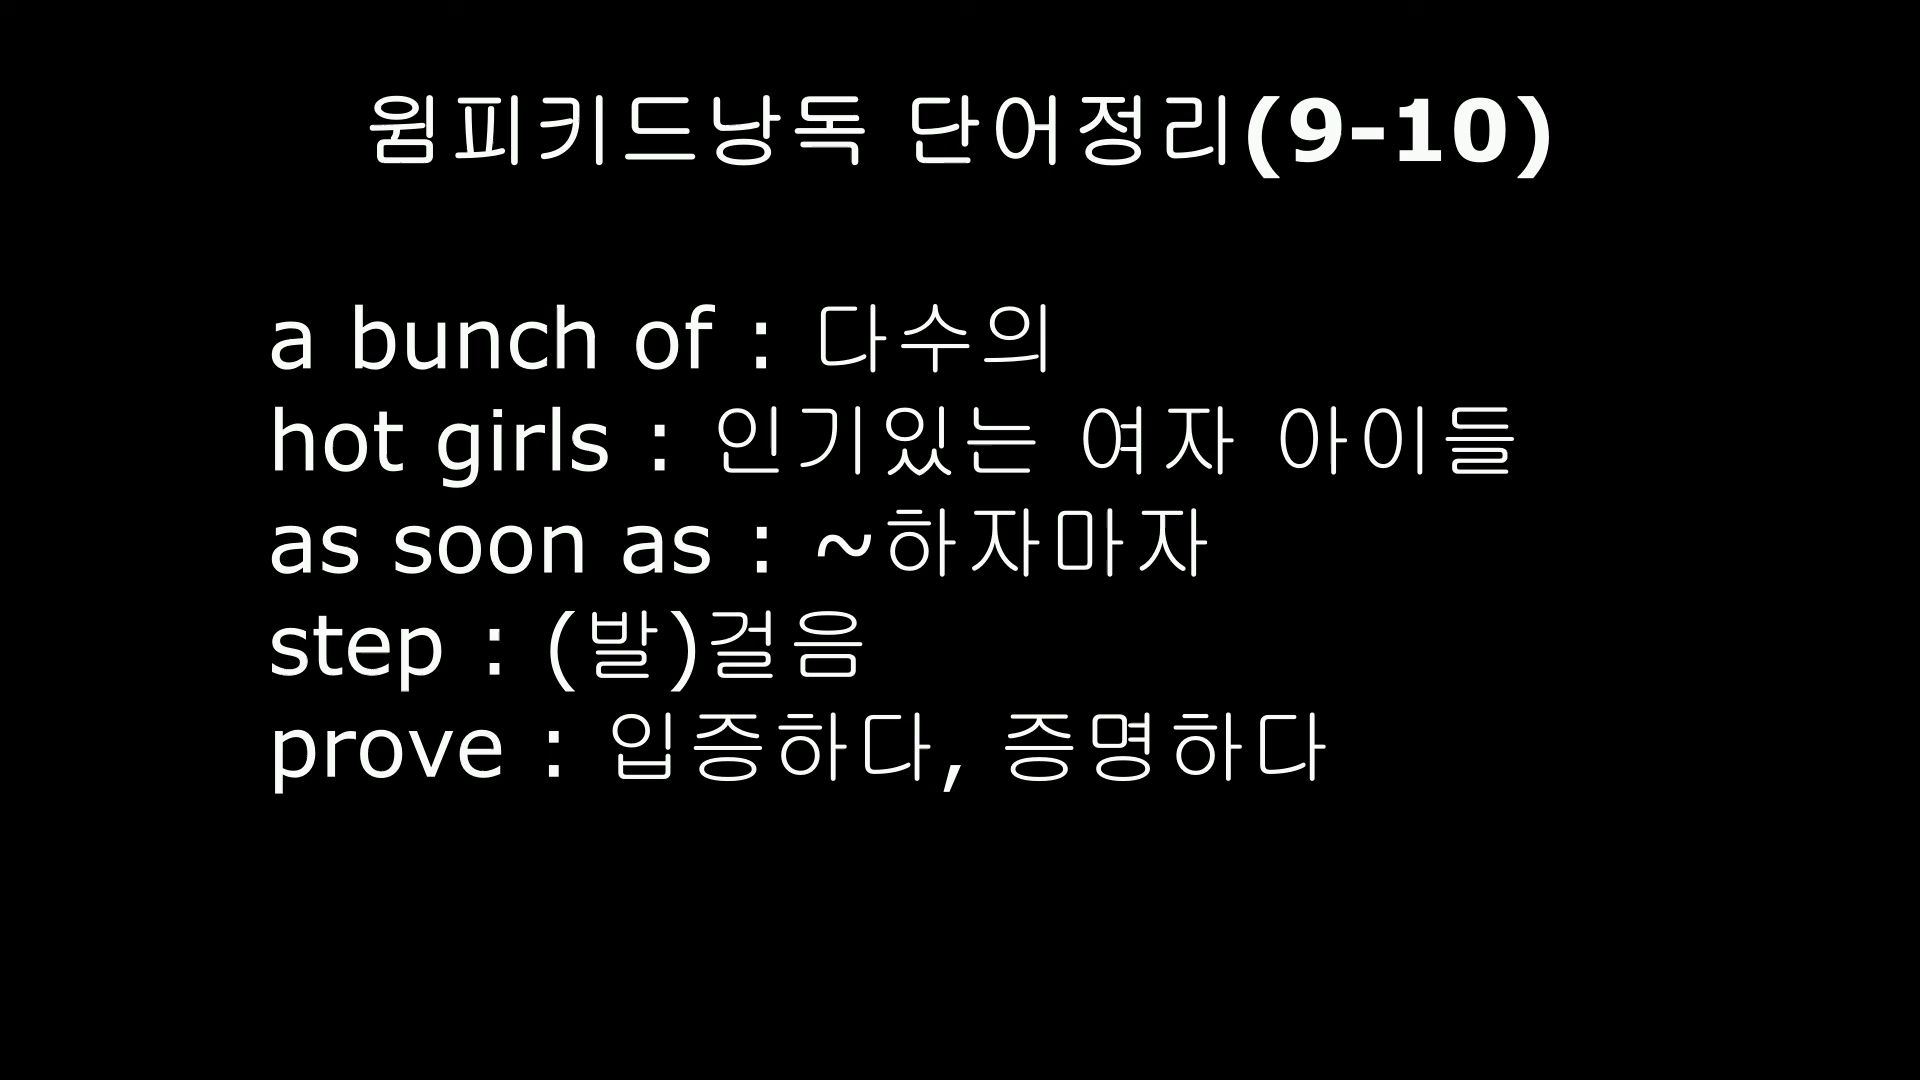 윔피키드낭독 단어정리(9-10)
a bunch of : 다수의
hot girls : 인기있는 여자 아이들
as soon as : ~하자마자
step : (발)걸음
prove : 입증하다, 증명하다